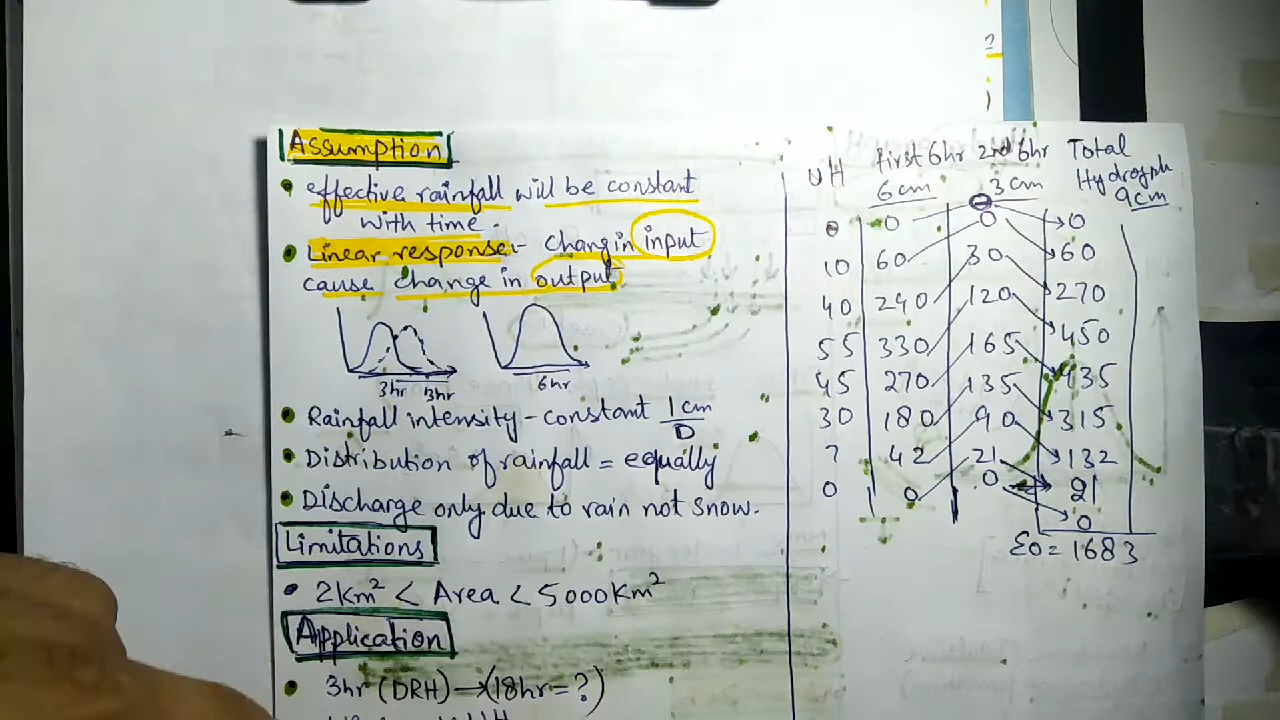 Assumption
effective rainfall will be constant
with time.
Linear response - chang in input
cause change in output
3hr 3hr
6hr
Rainfall intensity - constant 1cm/D
Distribution of rainfall = equally
Discharge only due to rain not snow.
Limitations
2km² < Area < 5000Km²
Application
3hr (DRH) → (18hr = ?)
UH First 6hr 2nd 6hr Total
Hydrogph
6cm 3cm 9cm
0 0 0 0
10 60 30 60
40 240 120 270
55 330 165 450
45 270 135 435
30 180 90 315
7 42 21 132
0 0 0 21
0
Σo = 1683